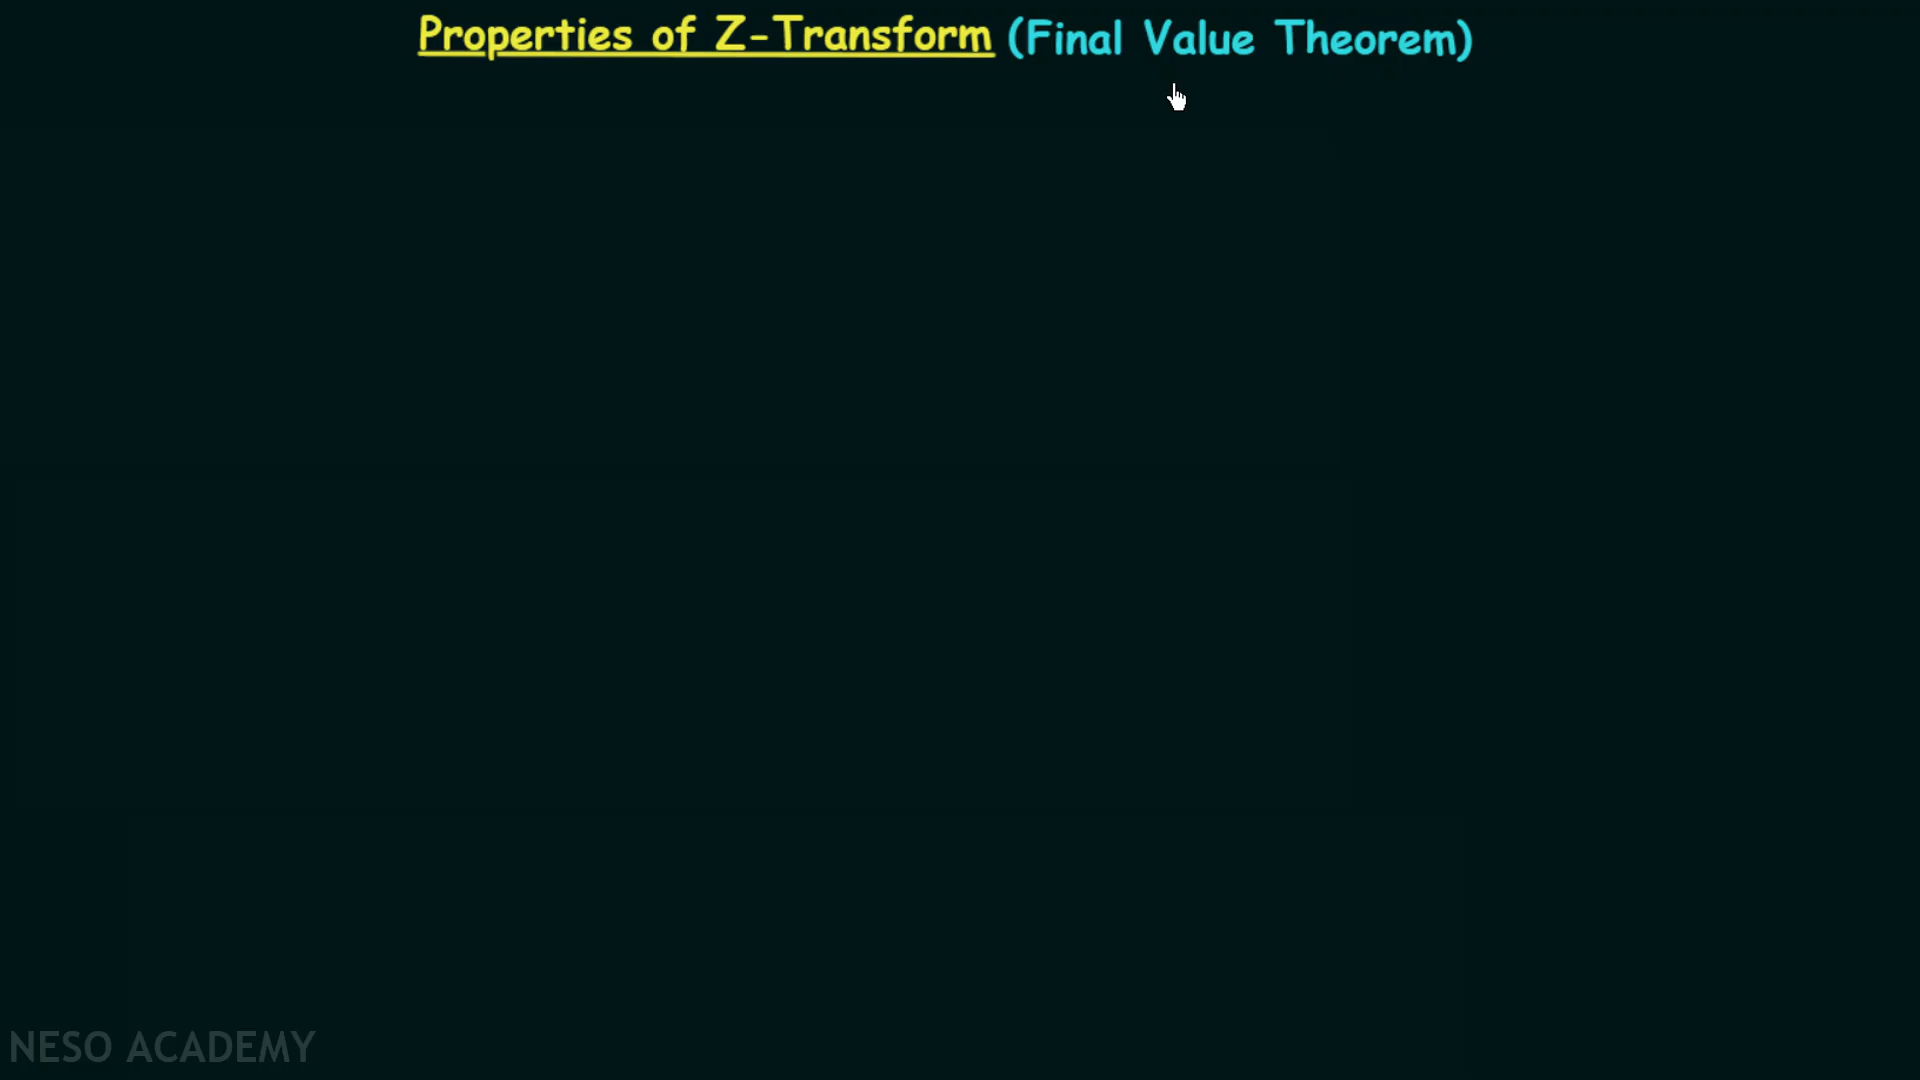 Properties of Z-Transform (Final Value Theorem)
NESO ACADEMY